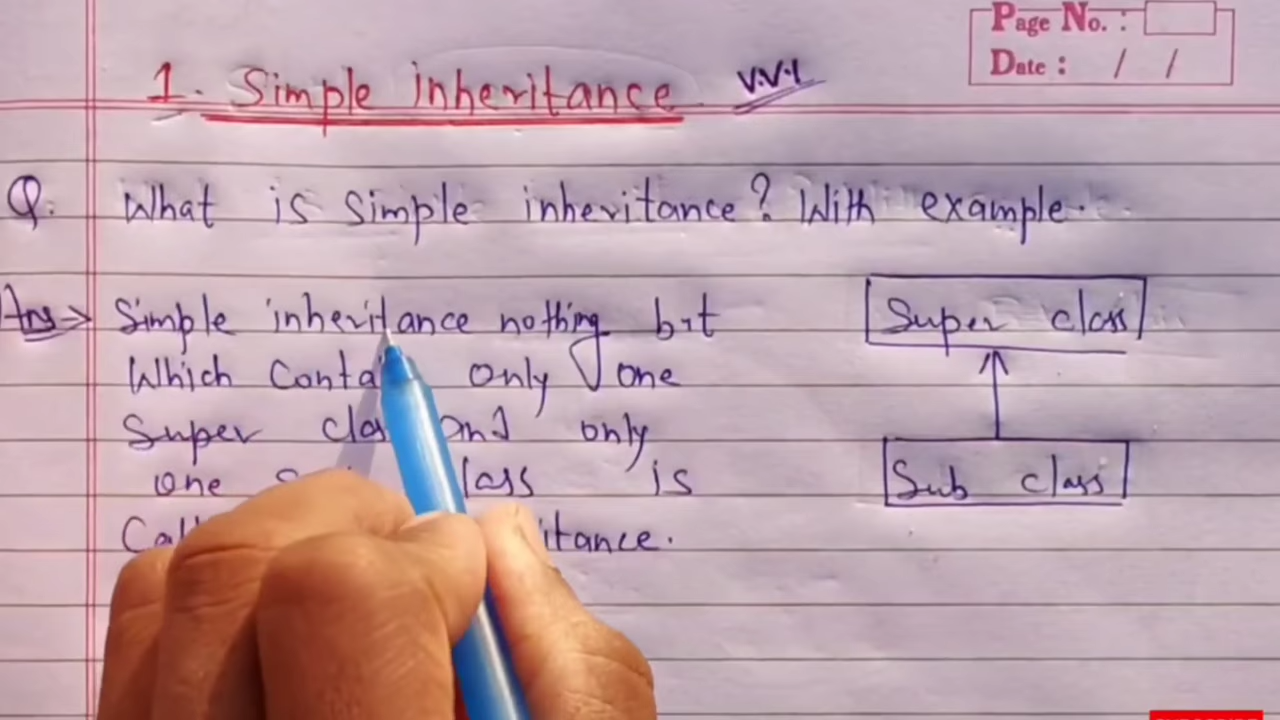 Page No. :
Date : / /
1. Simple inheritance V.V.I
Q. What is Simple inheritance? With example.
Ans> Simple inheritance nothing but
Which only one
Super and only
one is
itance.
Super class
Sub class